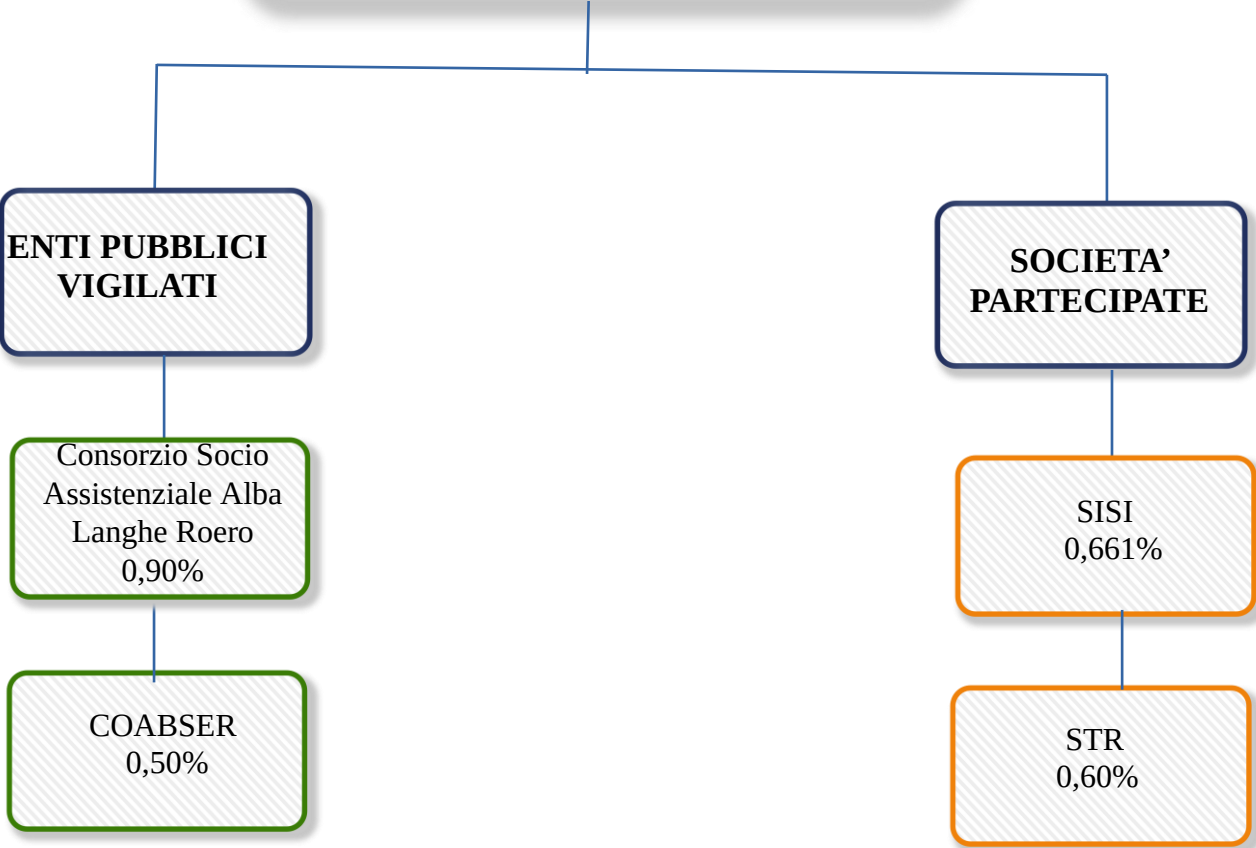 ENTI PUBBLICI
VIGILATI
Consorzio Socio
Assistenziale Alba
Langhe Roero
0,90%
COABSER
0,50%
SOCIETA’
PARTECIPATE
SISI
0,661%
STR
0,60%